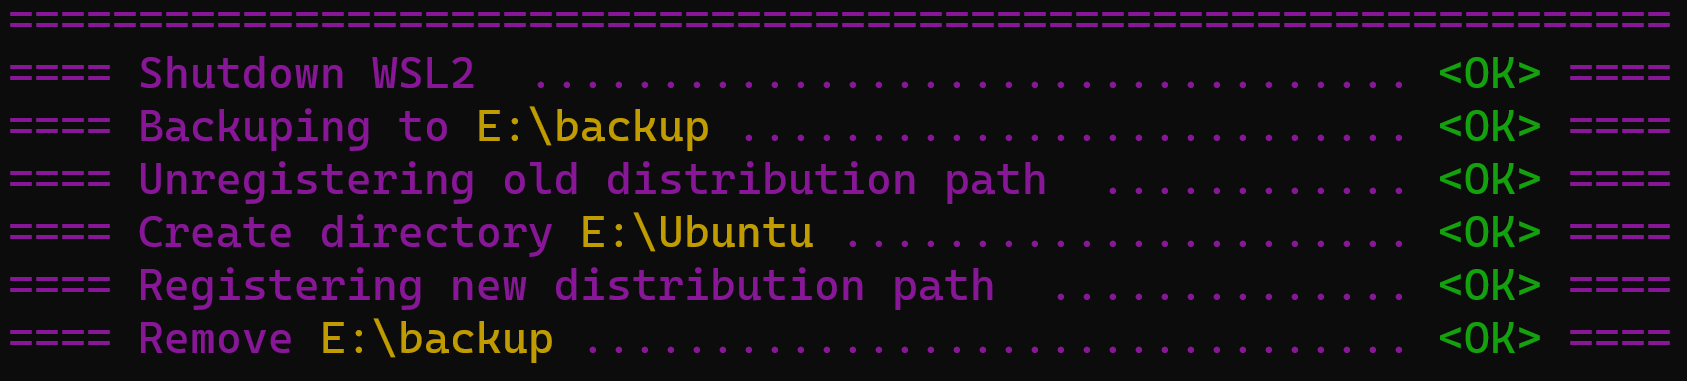 ================================================================
==== Shutdown WSL2  .................................. <OK> ====
==== Backuping to E:\backup .......................... <OK> ====
==== Unregistering old distribution path  ............ <OK> ====
==== Create directory E:\Ubuntu ...................... <OK> ====
==== Registering new distribution path  .............. <OK> ====
==== Remove E:\backup ................................ <OK> ====